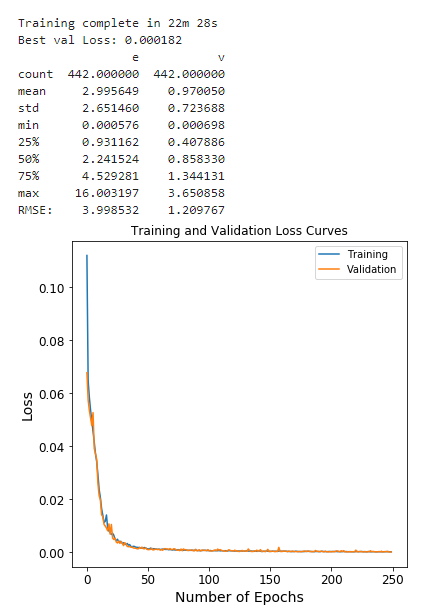 Training complete in 22m 28s
Best val Loss: 0.000182
e v
count 442.000000 442.000000
mean 2.995649 0.970050
std 2.651460 0.723688
min 0.000576 0.000698
25% 0.931162 0.407886
50% 2.241524 0.858330
75% 4.529281 1.344131
max 16.003197 3.650858
RMSE: 3.998532 1.209767
Training and Validation Loss Curves
Training
Validation
0.10
0.08
0.06
0.04
0.02
0.00
Loss
0 50 100 150 200 250
Number of Epochs